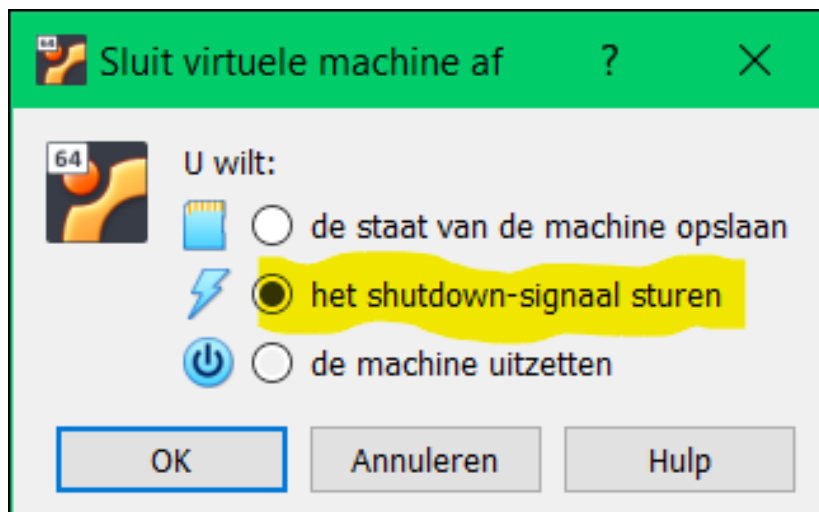 64 Sluit virtuele machine af ? ×
64
U wilt:
de staat van de machine opslaan
het shutdown-signaal sturen
de machine uitzetten
OK Annuleren Hulp